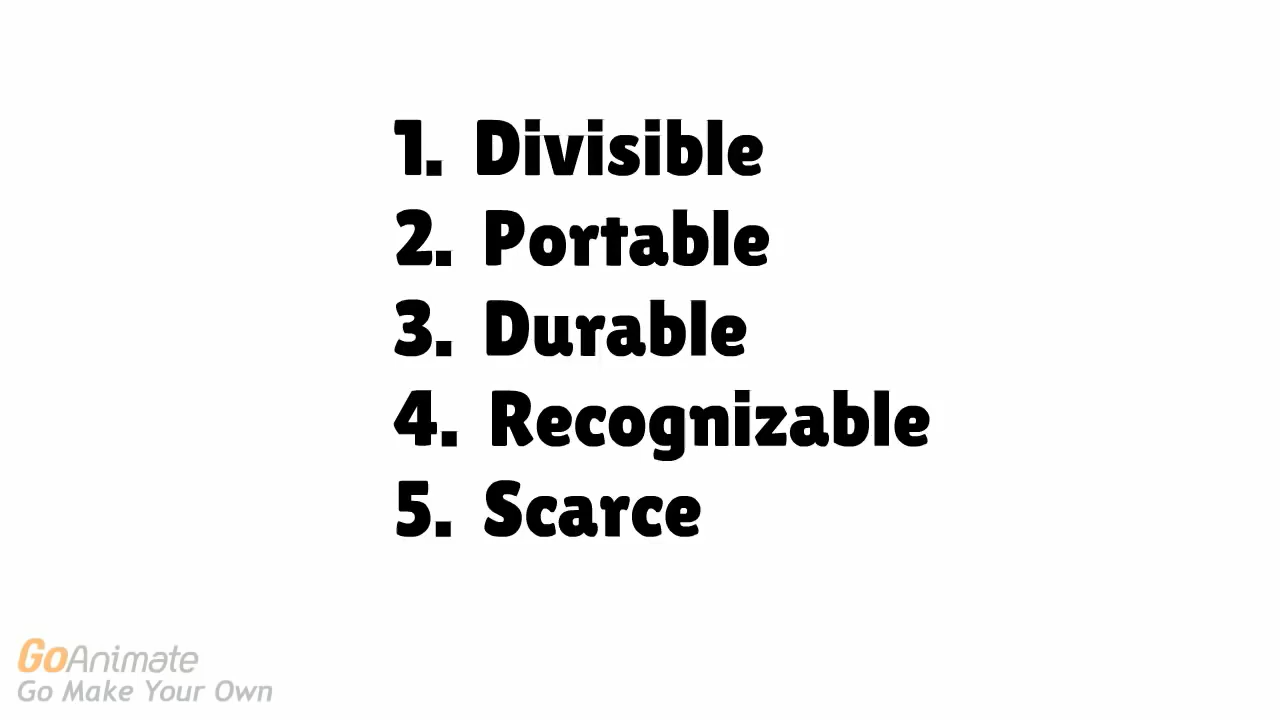 1. Divisible
2. Portable
3. Durable
4. Recognizable
5. Scarce
GoAnimate
Go Make Your Own